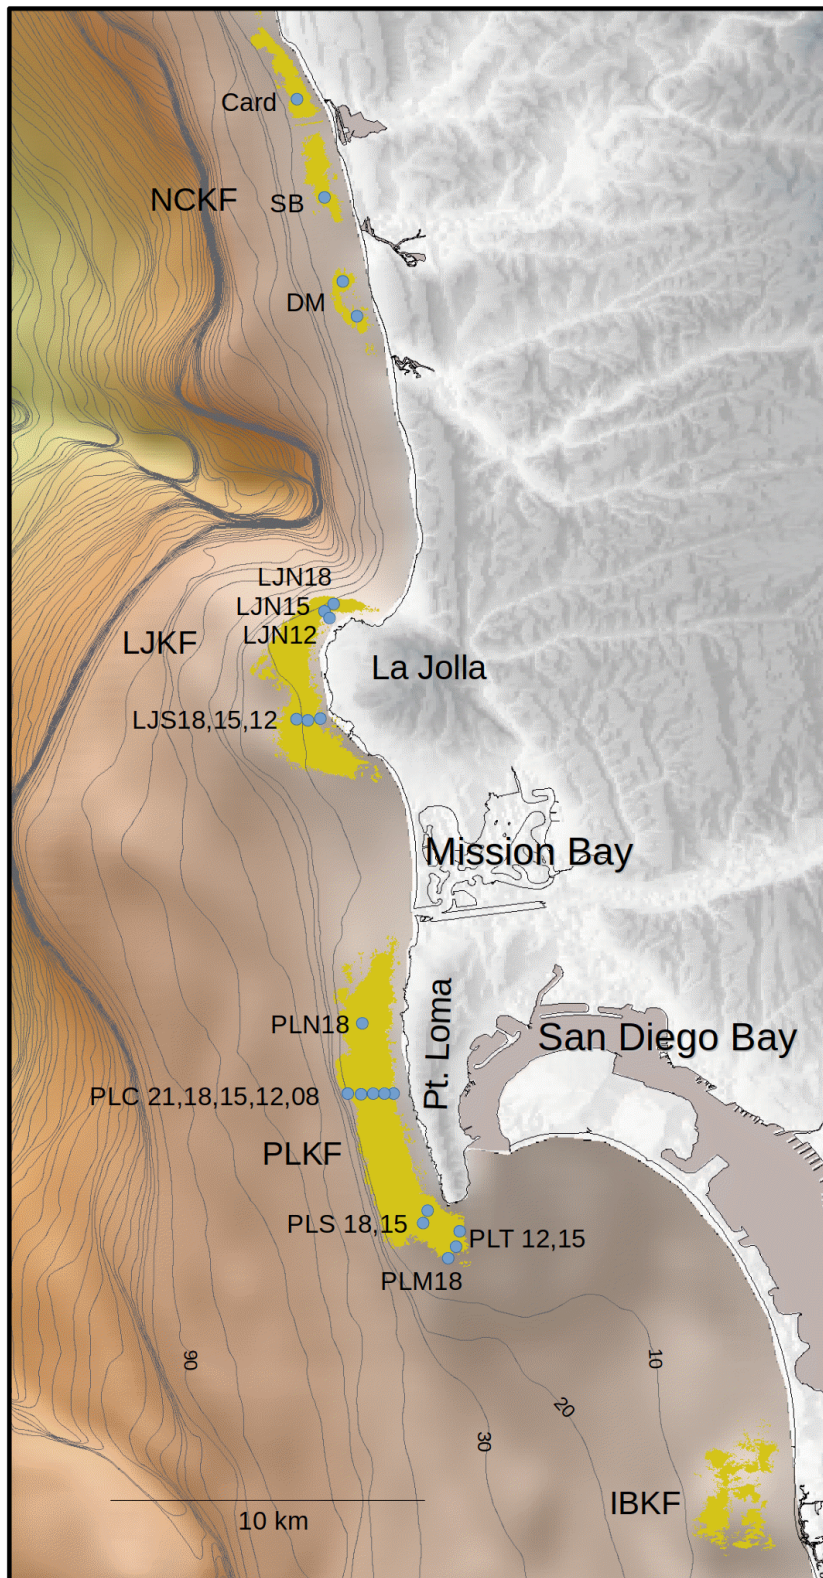 Card
NCKF
SB
DM
LJN18
LJN15
LJN12
LJKF
La Jolla
LJS18,15,12
Mission Bay
PLN18
Pt. Loma
San Diego Bay
PLC 21,18,15,12,08
PLKF
PLS 18,15
PLT 12,15
PLM18
90
10
20
30
IBKF
10 km